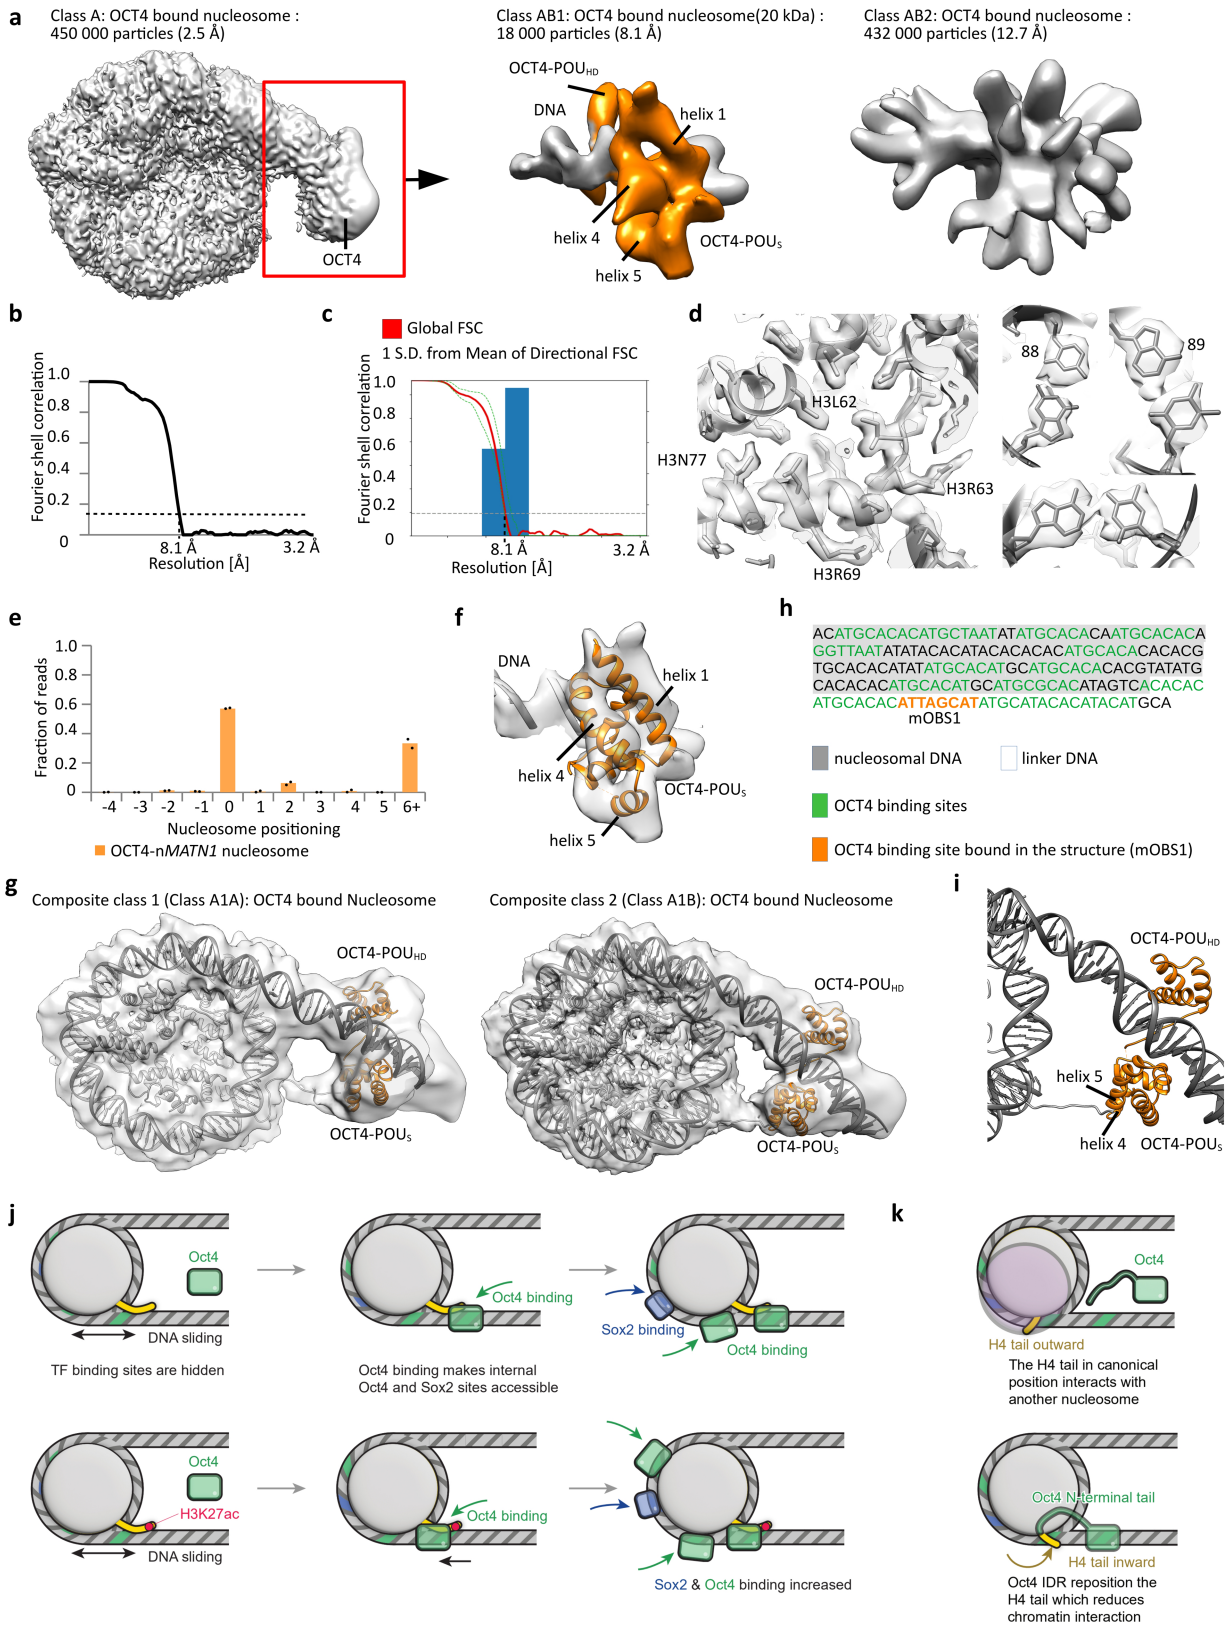 a
Class A: OCT4 bound nucleosome :
450 000 particles (2.5 Å)
OCT4
Class AB1: OCT4 bound nucleosome(20 kDa) :
18 000 particles (8.1 Å)
OCT4-POUHD
DNA
helix 1
helix 4
helix 5
OCT4-POUS
Class AB2: OCT4 bound nucleosome :
432 000 particles (12.7 Å)
b
Fourier shell correlation
1.0
0.8
0.6
0.4
0.2
0
8.1 Å
3.2 Å
Resolution [Å]
c
Global FSC
1 S.D. from Mean of Directional FSC
Fourier shell correlation
1.0
0.8
0.6
0.4
0.2
0
8.1 Å
3.2 Å
Resolution [Å]
d
H3L62
H3N77
H3R63
H3R69
88
89
e
Fraction of reads
1.0
0.8
0.6
0.4
0.2
0
-4 -3 -2 -1 0 1 2 3 4 5 6+
Nucleosome positioning
OCT4-nMATN1 nucleosome
f
DNA
helix 1
helix 4
OCT4-POUS
helix 5
h
ACATGCACACATGCTAATATATGCACACAATGCACACA
GGTTAATATATACACATACACACACATGCACACACACG
TGCACACATATATGCACATGCATGCACACACGTATATG
CACACACATGCACATGCATGCGCACATAGTCACACAC
ATGCACACATTAGCATATGCATACACATACATGCA
mOBS1
nucleosomal DNA
linker DNA
OCT4 binding sites
OCT4 binding site bound in the structure (mOBS1)
g
Composite class 1 (Class A1A): OCT4 bound Nucleosome
OCT4-POUHD
OCT4-POUS
Composite class 2 (Class A1B): OCT4 bound Nucleosome
OCT4-POUHD
OCT4-POUS
i
OCT4-POUHD
helix 5
helix 4
OCT4-POUS
j
Oct4
DNA sliding
TF binding sites are hidden
Oct4 binding
Oct4 binding makes internal
Oct4 and Sox2 sites accessible
Sox2 binding
Oct4 binding
Oct4
H3K27ac
DNA sliding
Oct4 binding
Sox2 & Oct4 binding increased
k
Oct4
H4 tail outward
The H4 tail in canonical
position interacts with
another nucleosome
Oct4 N-terminal tail
H4 tail inward
Oct4 IDR reposition the
H4 tail which reduces
chromatin interaction